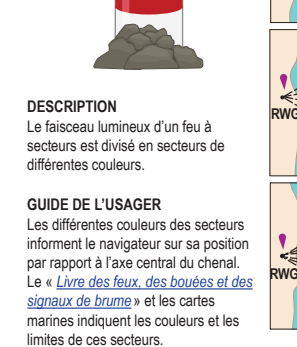 DESCRIPTION
Le faisceau lumineux d’un feu à
secteurs est divisé en secteurs de
différentes couleurs.
GUIDE DE L’USAGER
Les différentes couleurs des secteurs
informent le navigateur sur sa position
par rapport à l’axe central du chenal.
Le « Livre des feux, des bouées et des
signaux de brume » et les cartes
marines indiquent les couleurs et les
limites de ces secteurs.
RWG
RWG